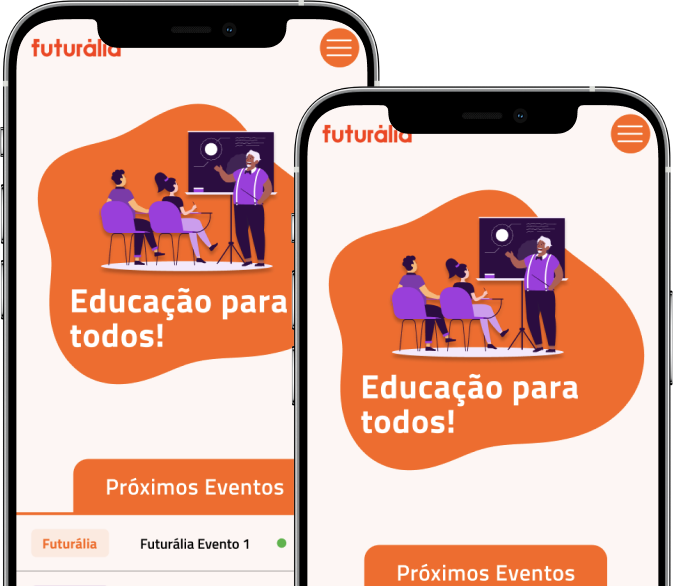 futurália
Educação para
todos!
Próximos Eventos
Futurália
Futurália Evento 1
futurália
Educação para
todos!
Próximos Eventos